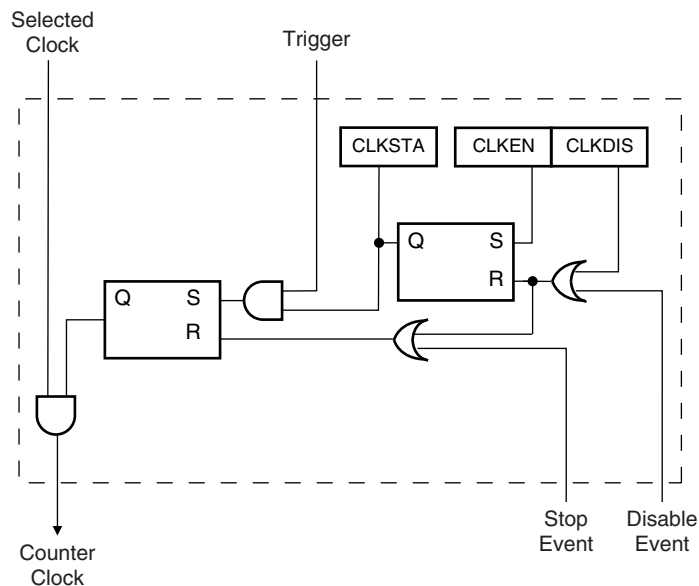 Selected
Clock
Trigger
CLKSTA
CLKEN
CLKDIS
Q
S
R
Q
S
R
Counter
Clock
Stop
Event
Disable
Event